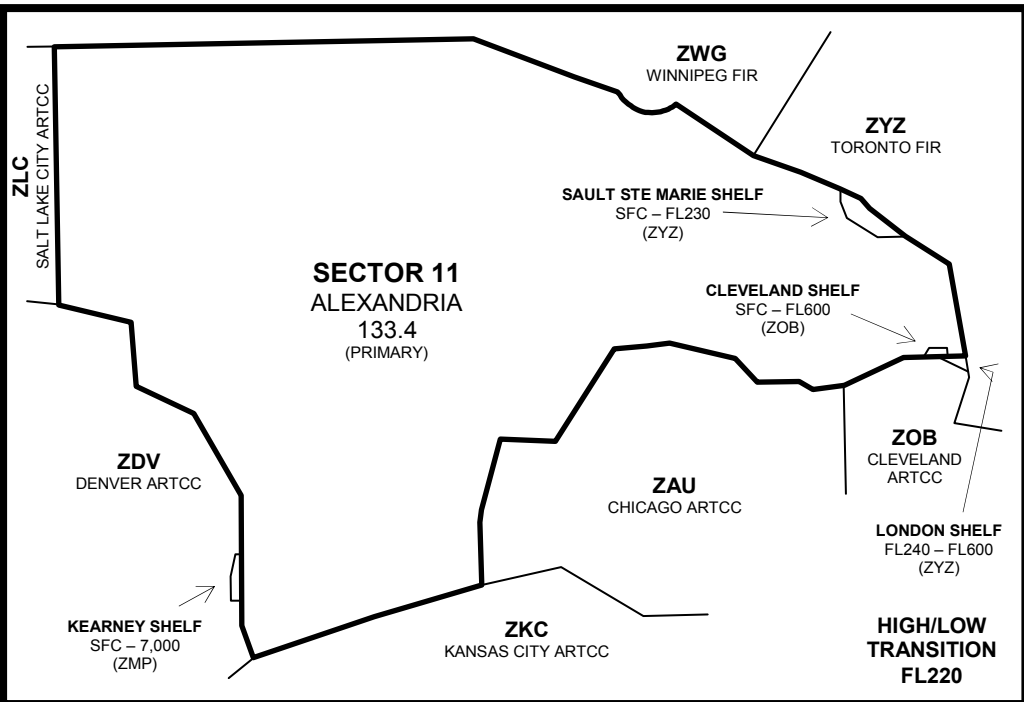 ZWG
WINNIPEG FIR
ZYZ
TORONTO FIR
ZLC
SALT LAKE CITY ARTCC
SAULT STE MARIE SHELF
SFC – FL230
(ZYZ)
SECTOR 11
ALEXANDRIA
133.4
(PRIMARY)
CLEVELAND SHELF
SFC – FL600
(ZOB)
ZDV
DENVER ARTCC
ZAU
CHICAGO ARTCC
ZOB
CLEVELAND
ARTCC
LONDON SHELF
FL240 – FL600
(ZYZ)
KEARNEY SHELF
SFC – 7,000
(ZMP)
ZKC
KANSAS CITY ARTCC
HIGH/LOW
TRANSITION
FL220